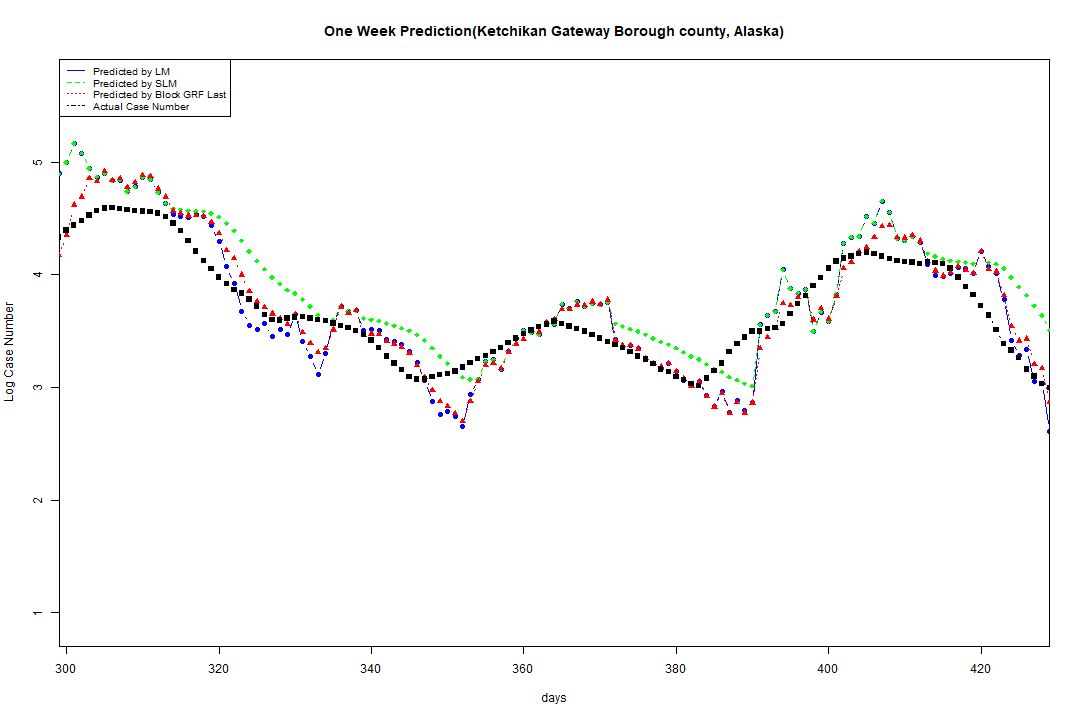 One Week Prediction(Ketchikan Gateway Borough county, Alaska)
Predicted by LM
Predicted by SLM
Predicted by Block GRF Last
Actual Case Number
5
4
3
2
1
Log Case Number
300 320 340 360 380 400 420
days